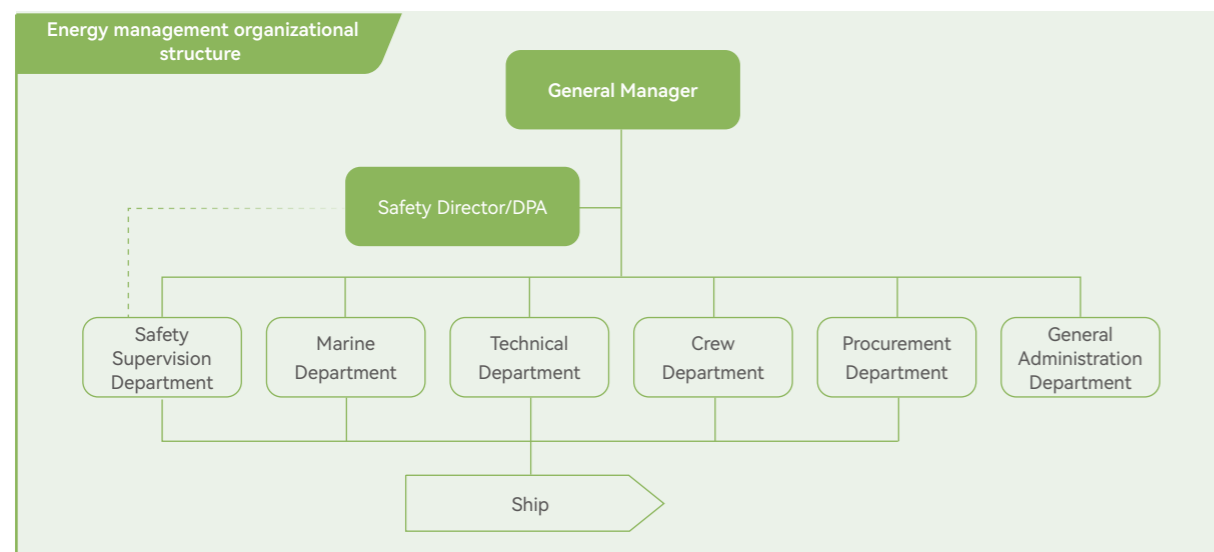 Energy management organizational
structure
General Manager
Safety Director/DPA
Safety
Supervision
Department
Marine
Department
Technical
Department
Crew
Department
Procurement
Department
General
Administration
Department
Ship